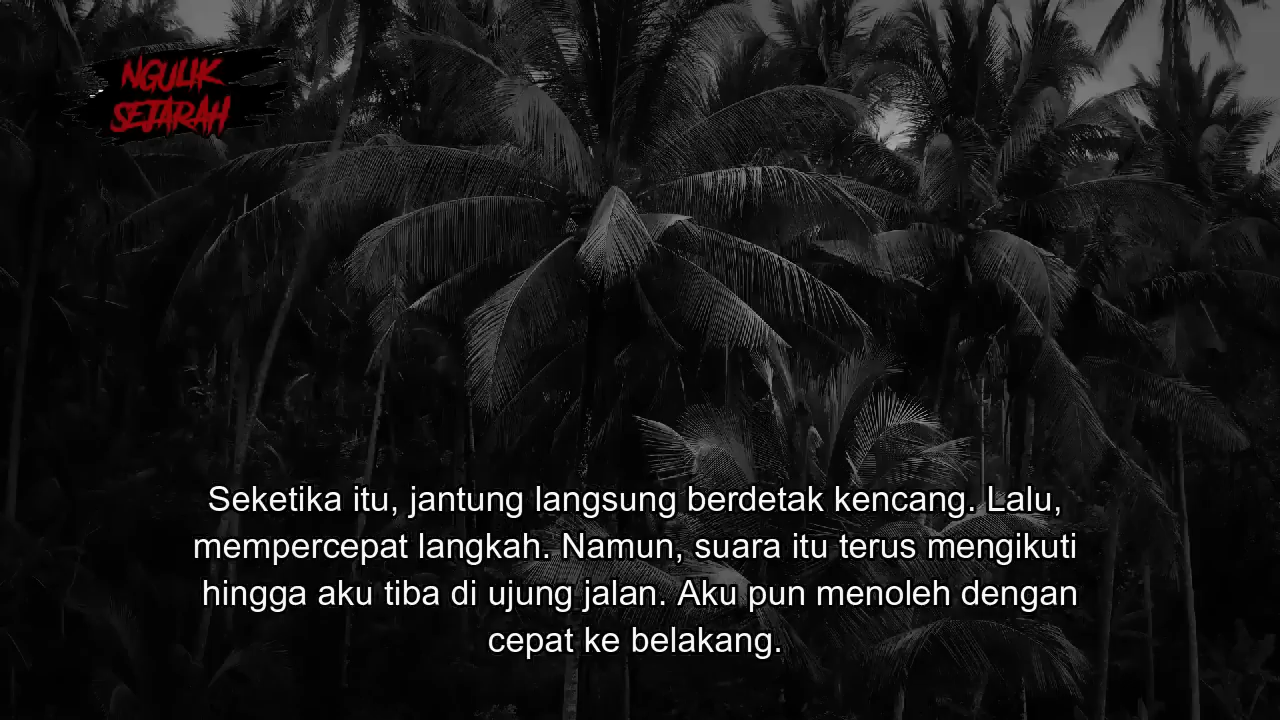 NGULIK
SEJARAH
Seketika itu, jantung langsung berdetak kencang. Lalu,
mempercepat langkah. Namun, suara itu terus mengikuti
hingga aku tiba di ujung jalan. Aku pun menoleh dengan
cepat ke belakang.